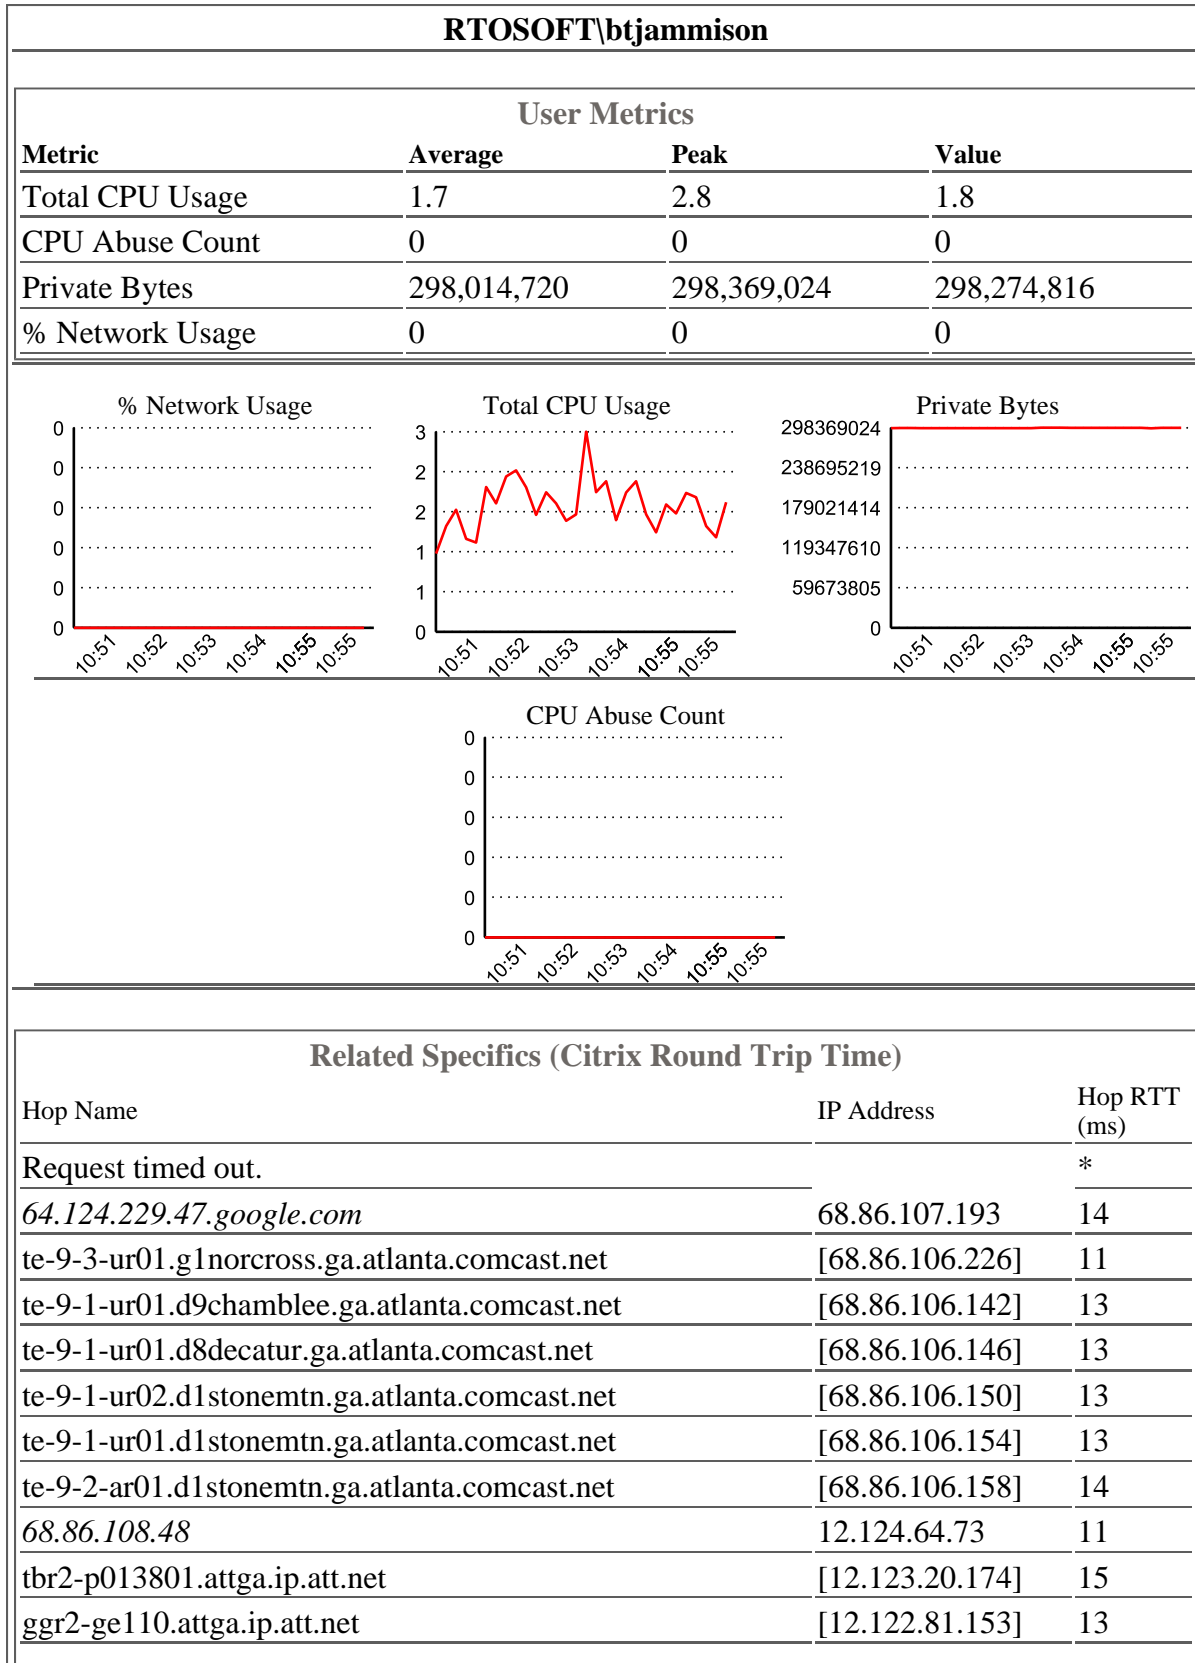 RTOSOFT\btjammison
User Metrics
Metric Average Peak Value
Total CPU Usage 1.7 2.8 1.8
CPU Abuse Count 0 0 0
Private Bytes 298,014,720 298,369,024 298,274,816
% Network Usage 0 0 0
% Network Usage
0
0
0
0
0
0
10:51 10:52 10:53 10:54 10:55 10:55
Total CPU Usage
3
2
2
1
1
0
10:51 10:52 10:53 10:54 10:55 10:55
Private Bytes
298369024
238695219
179021414
119347610
59673805
0
10:51 10:52 10:53 10:54 10:55 10:55
CPU Abuse Count
0
0
0
0
0
0
10:51 10:52 10:53 10:54 10:55 10:55
Related Specifics (Citrix Round Trip Time)
Hop Name IP Address Hop RTT
(ms)
Request timed out. *
64.124.229.47.google.com 68.86.107.193 14
te-9-3-ur01.g1norcross.ga.atlanta.comcast.net [68.86.106.226] 11
te-9-1-ur01.d9chamblee.ga.atlanta.comcast.net [68.86.106.142] 13
te-9-1-ur01.d8decatur.ga.atlanta.comcast.net [68.86.106.146] 13
te-9-1-ur02.d1stonemtn.ga.atlanta.comcast.net [68.86.106.150] 13
te-9-1-ur01.d1stonemtn.ga.atlanta.comcast.net [68.86.106.154] 13
te-9-2-ar01.d1stonemtn.ga.atlanta.comcast.net [68.86.106.158] 14
68.86.108.48 12.124.64.73 11
tbr2-p013801.attga.ip.att.net [12.123.20.174] 15
ggr2-ge110.attga.ip.att.net [12.122.81.153] 13